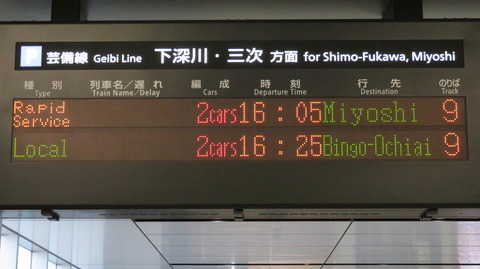 P 芸備線 Geibi Line 下深川・三次 方面 for Shimo-Fukawa, Miyoshi
種別 列車名／遅れ 編成 時刻 行先 のりば
Type Train Name／Delay Cars Departure Time Destination Track
Rapid Service 2cars 16:05 Miyoshi 9
Local 2cars 16:25 Bingo-Ochiai 9